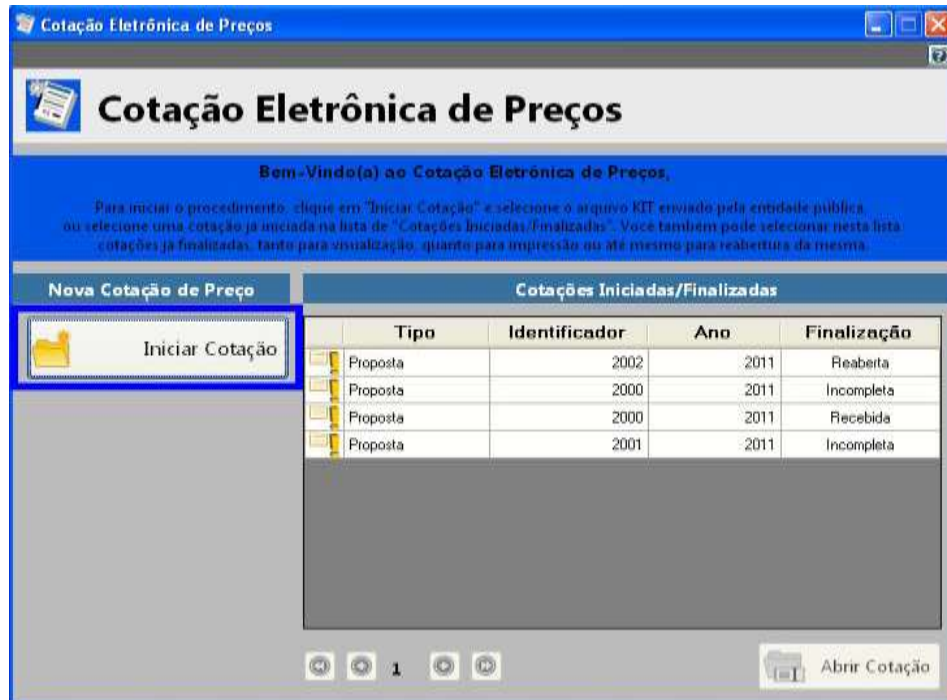 Cotação Eletrônica de Preços
Cotação Eletrônica de Preços
Bem-Vindo(a) ao Cotação Eletrônica de Preços,
Para iniciar o procedimento, clique em "Iniciar Cotação" e selecione o arquivo KIT enviado pela entidade pública,
ou selecione uma cotação já iniciada na lista de "Cotações Iniciadas/Finalizadas". Você também pode selecionar nesta lista
cotações já finalizadas, tanto para visualização, quanto para impressão ou até mesmo para reabertura da mesma.
Nova Cotação de Preço
Cotações Iniciadas/Finalizadas
Iniciar Cotação
Tipo Identificador Ano Finalização
Proposta 2002 2011 Reaberta
Proposta 2000 2011 Incompleta
Proposta 2000 2011 Recebida
Proposta 2001 2011 Incompleta
1
Abrir Cotação